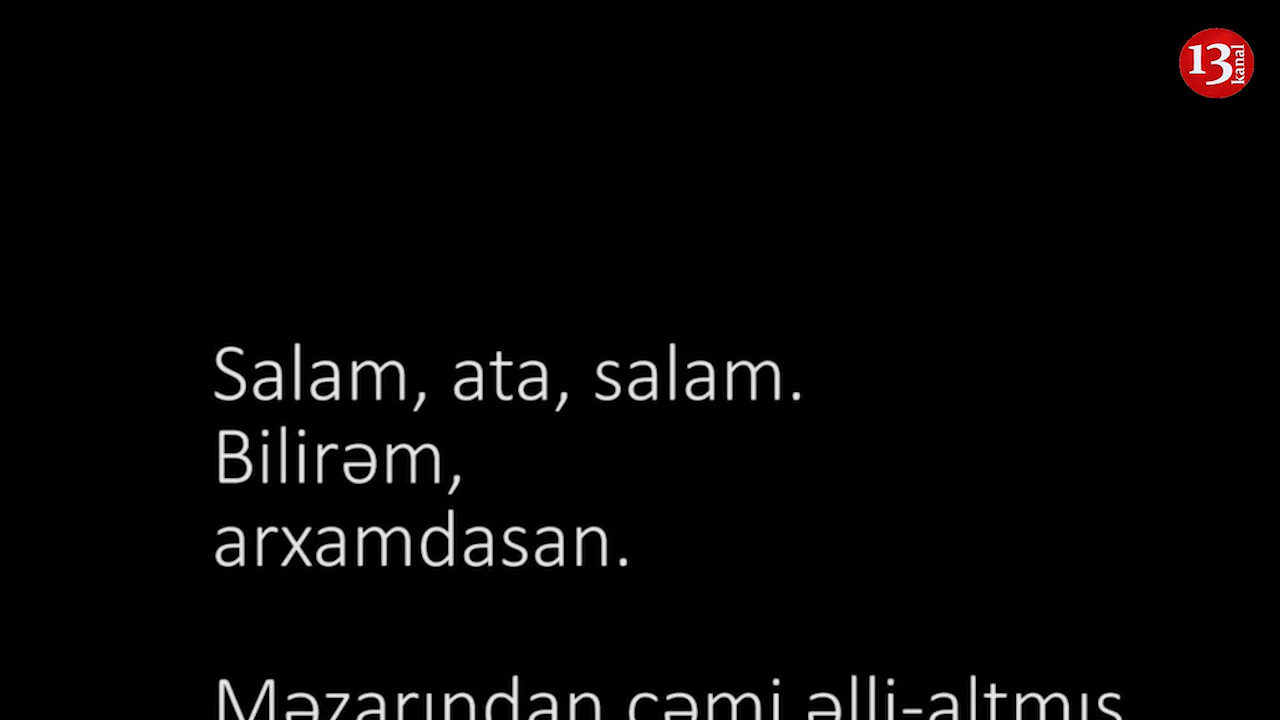 13 kanal
Salam, ata, salam.
Bilirəm,
arxamdasan.
Məzarından cəmi əlli-altmış